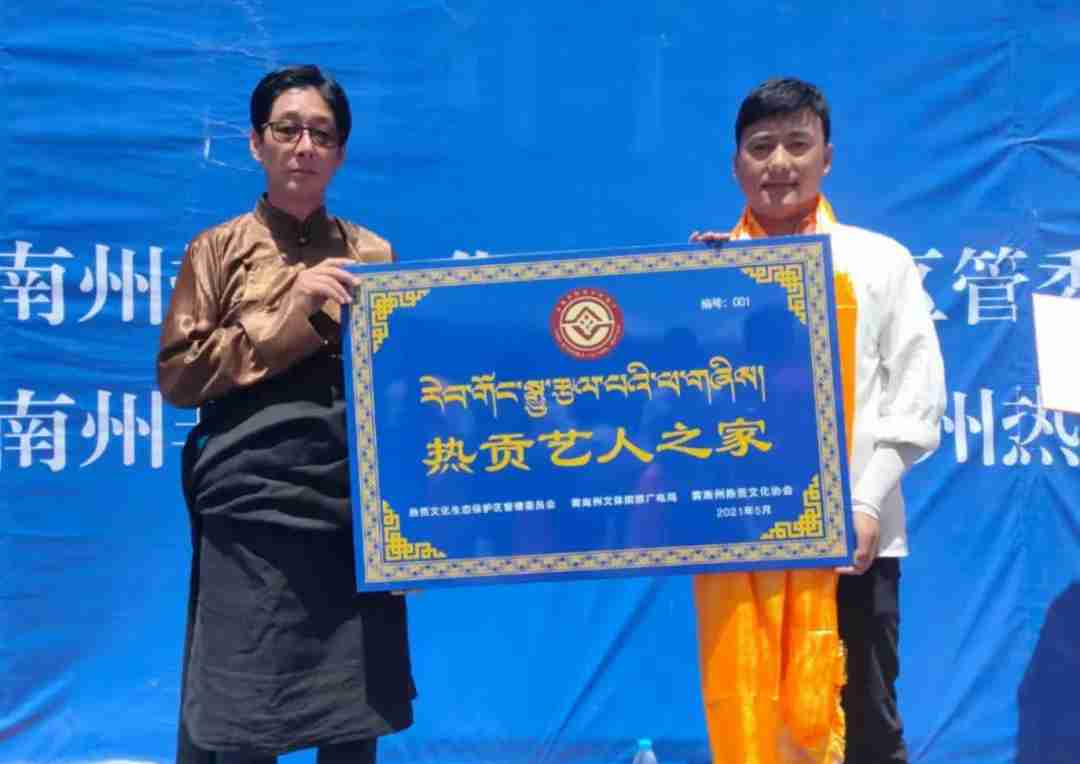 南州
区管委
南州
州热
编号：001
རེབ་གོང་སྒྱུ་རྩལ་པའི་ཕ་གཞིས།
热贡艺人之家
热贡文化生态保护区管理委员会 黄南州文体旅游广电局 黄南州热贡文化协会
2021年5月